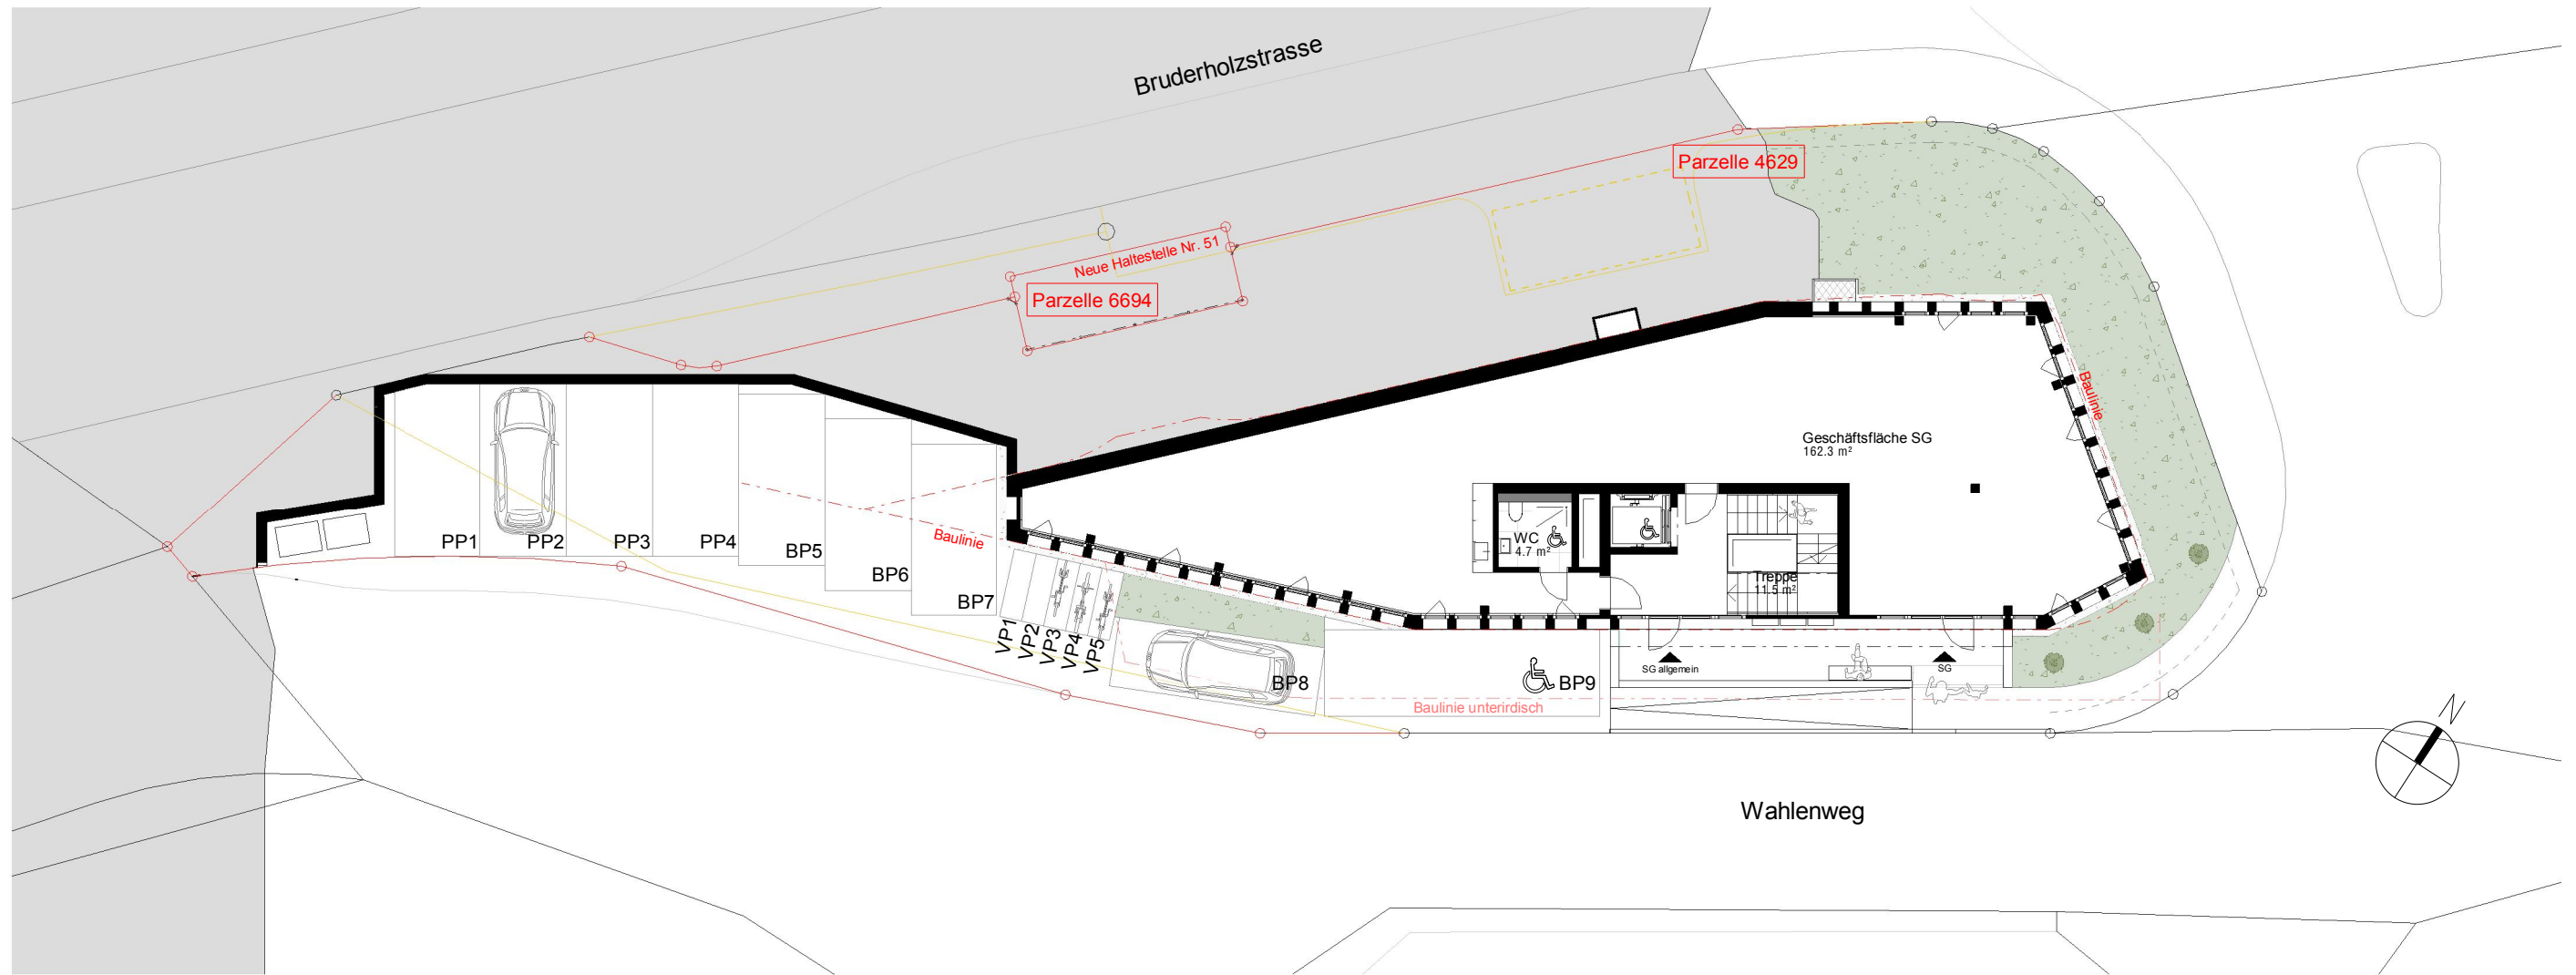 Bruderholzstrasse
Parzelle 4629
Neue Haltestelle Nr. 51
Parzelle 6694
Baulinie
Geschäftsfläche SG
162.3 m²
PP1
PP2
PP3
PP4
BP5
BP6
BP7
Baulinie
WC
4.7 m²
Treppe
11.5 m²
VP1
VP2
VP3
VP4
VP5
BP8
BP9
SG allgemein
SG
Baulinie unterirdisch
N
Wahlenweg